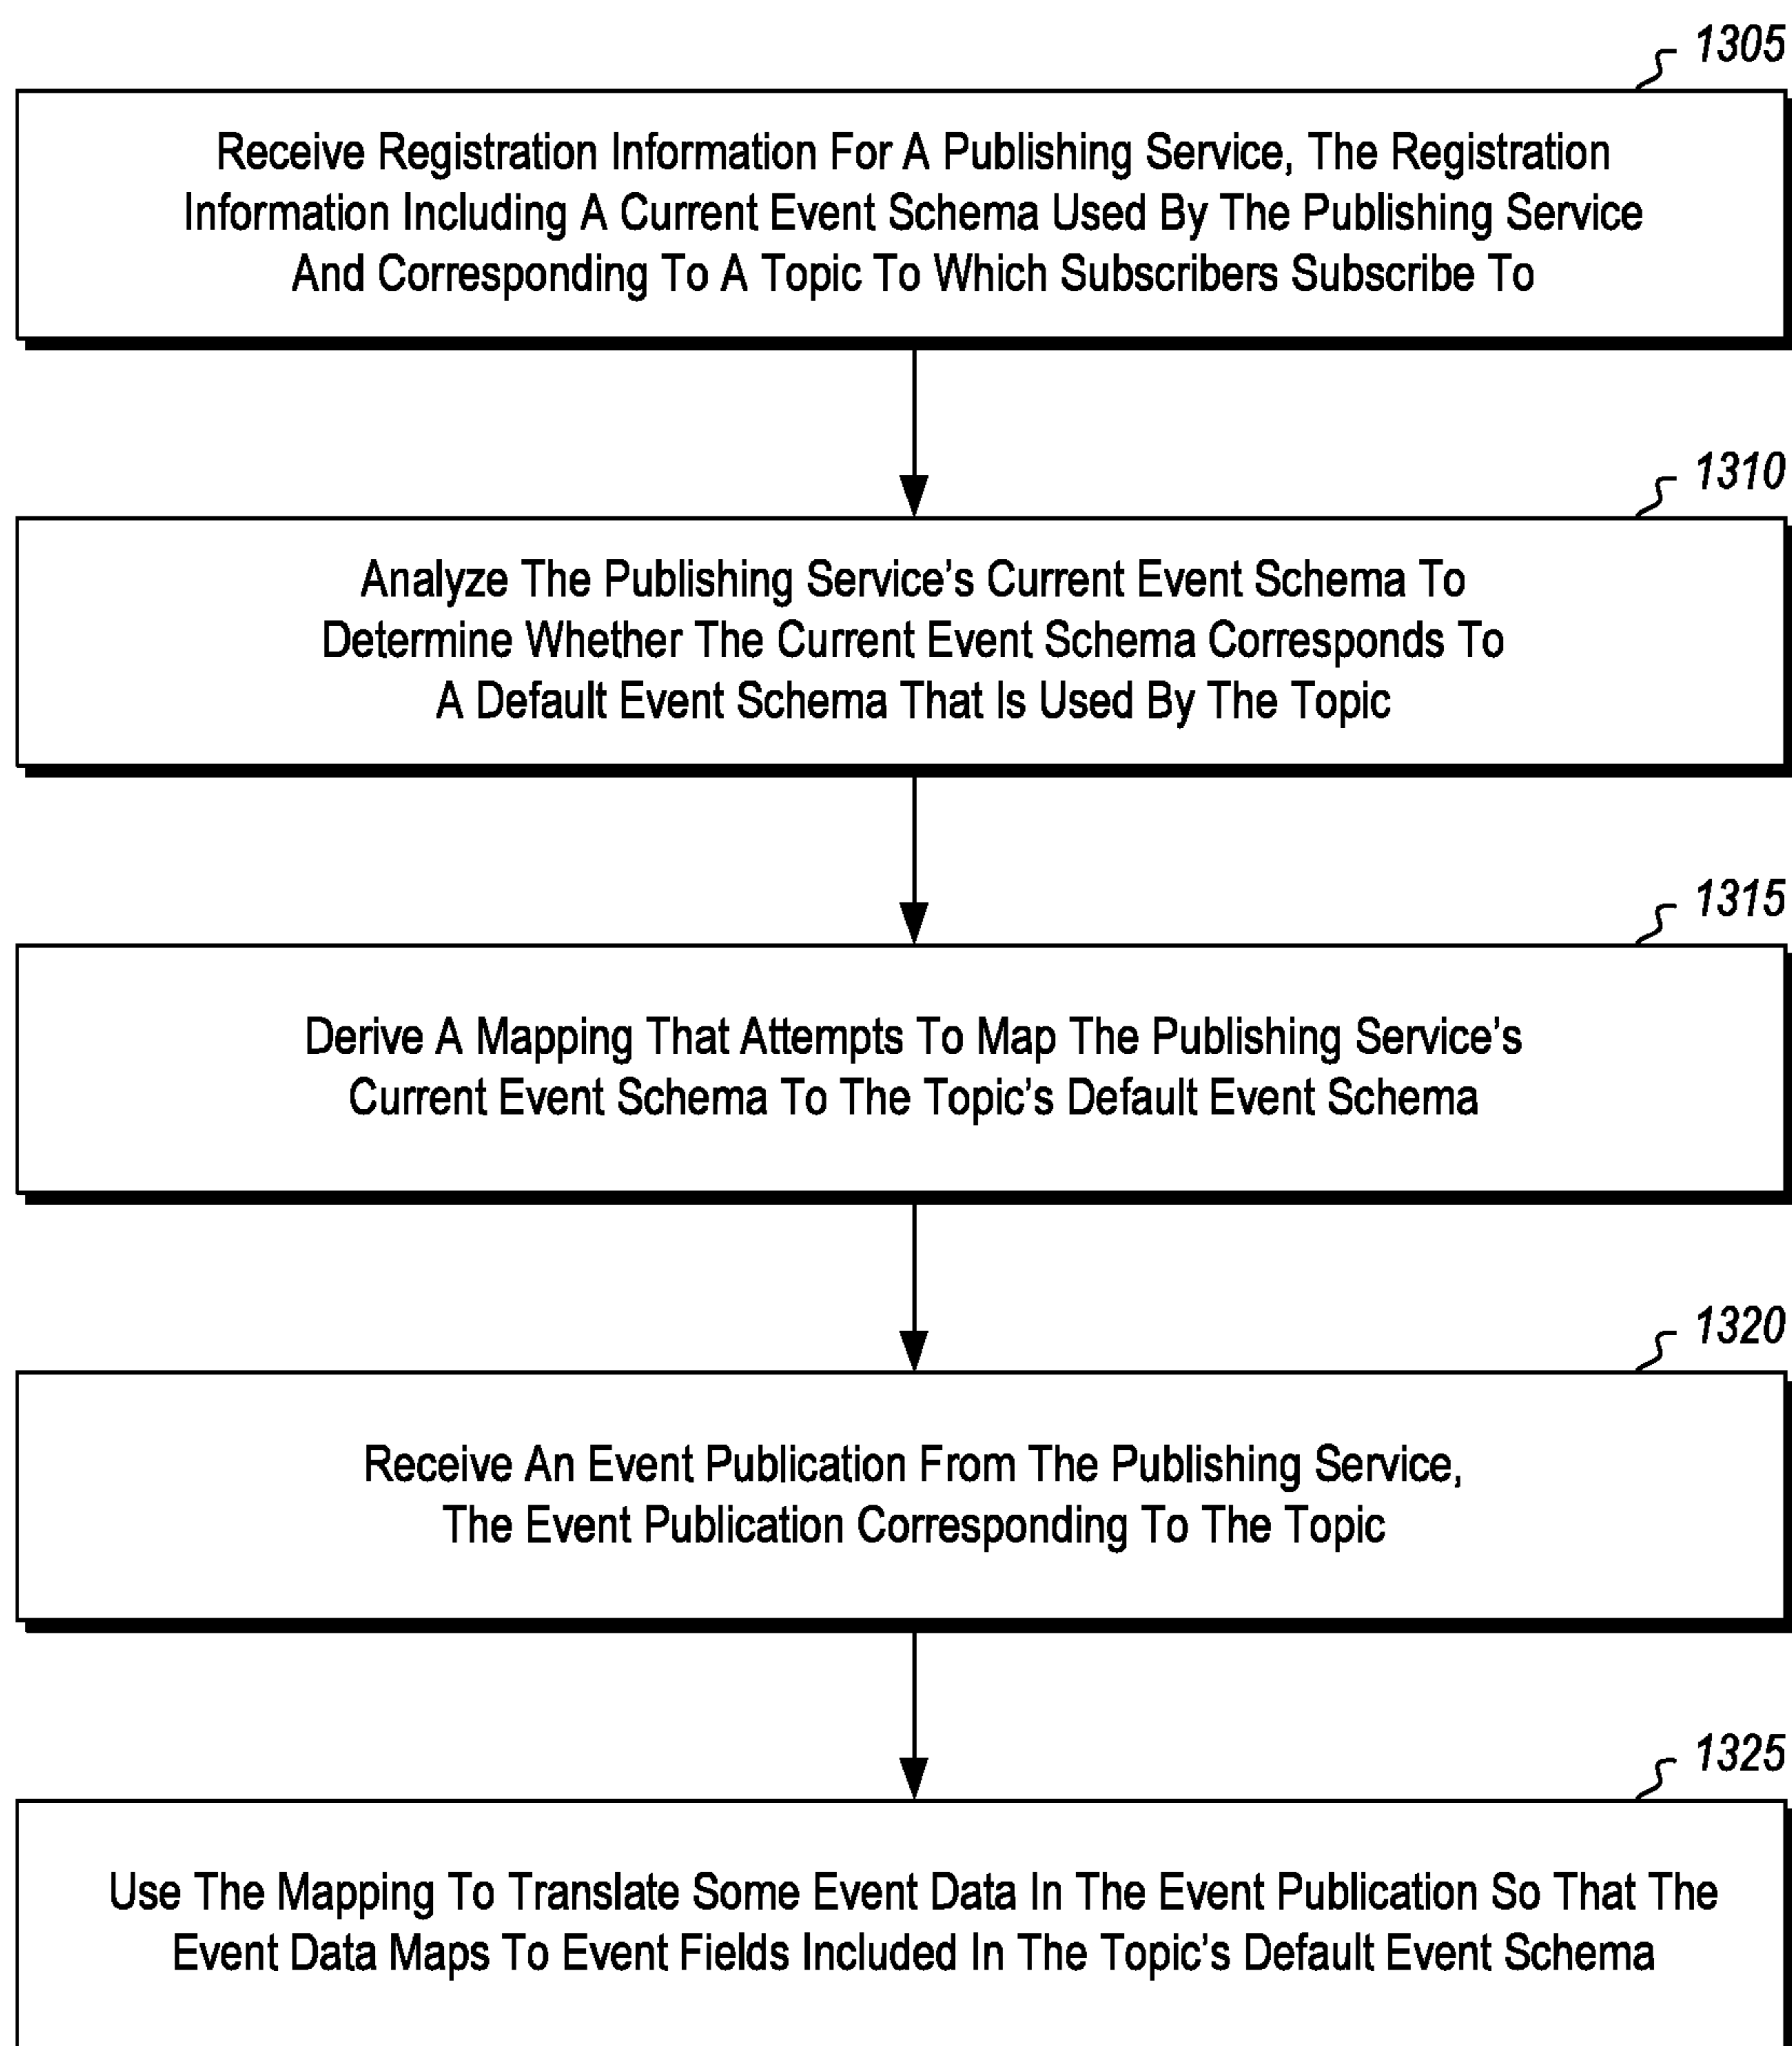 1305
Receive Registration Information For A Publishing Service, The Registration
Information Including A Current Event Schema Used By The Publishing Service
And Corresponding To A Topic To Which Subscribers Subscribe To
1310
Analyze The Publishing Service’s Current Event Schema To
Determine Whether The Current Event Schema Corresponds To
A Default Event Schema That Is Used By The Topic
1315
Derive A Mapping That Attempts To Map The Publishing Service’s
Current Event Schema To The Topic’s Default Event Schema
1320
Receive An Event Publication From The Publishing Service,
The Event Publication Corresponding To The Topic
1325
Use The Mapping To Translate Some Event Data In The Event Publication So That The
Event Data Maps To Event Fields Included In The Topic’s Default Event Schema